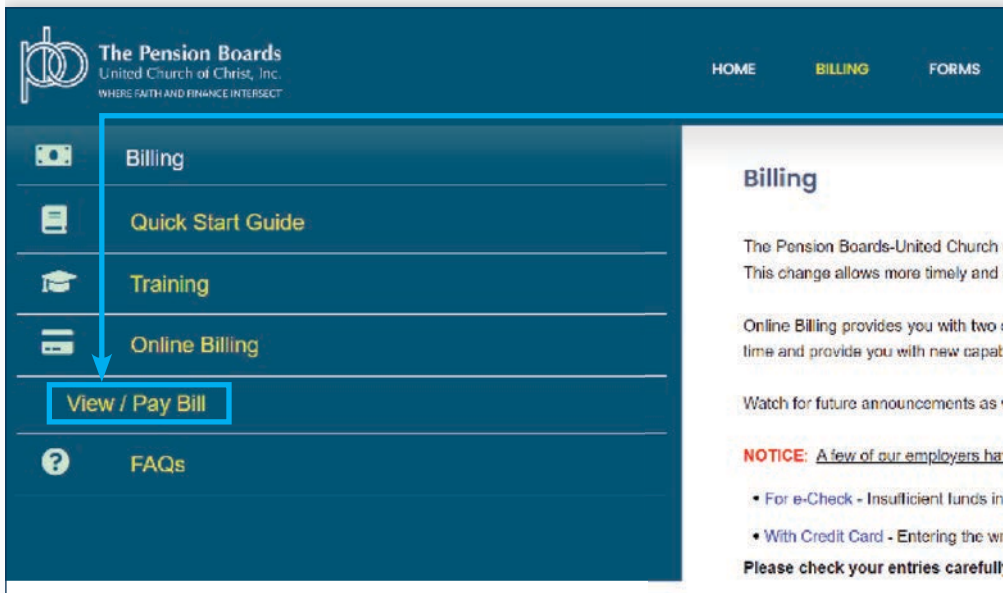 The Pension Boards
United Church of Christ, Inc.
WHERE FAITH AND FINANCE INTERSECT
HOME BILLING FORMS
Billing
Quick Start Guide
Training
Online Billing
View / Pay Bill
FAQs
Billing
The Pension Boards-United Church
This change allows more timely and
Online Billing provides you with two
time and provide you with new
Watch for future announcements as
NOTICE: A few of our employers
• For e-Check - Insufficient funds in
• With Credit Card - Entering the
Please check your entries carefully